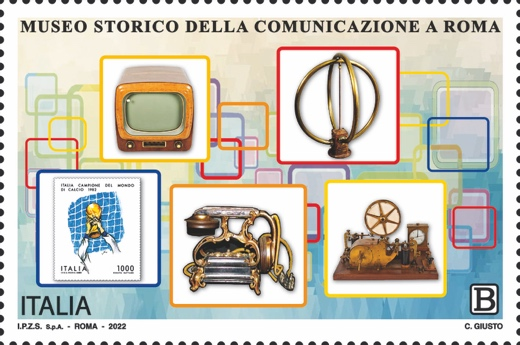 MUSEO STORICO DELLA COMUNICAZIONE A ROMA
ITALIA CAMPIONE DEL MONDO
DI CALCIO 1982
ITALIA 1000
ITALIA
B
I.P.Z.S. S.p.A. - ROMA - 2022
C. GIUSTO